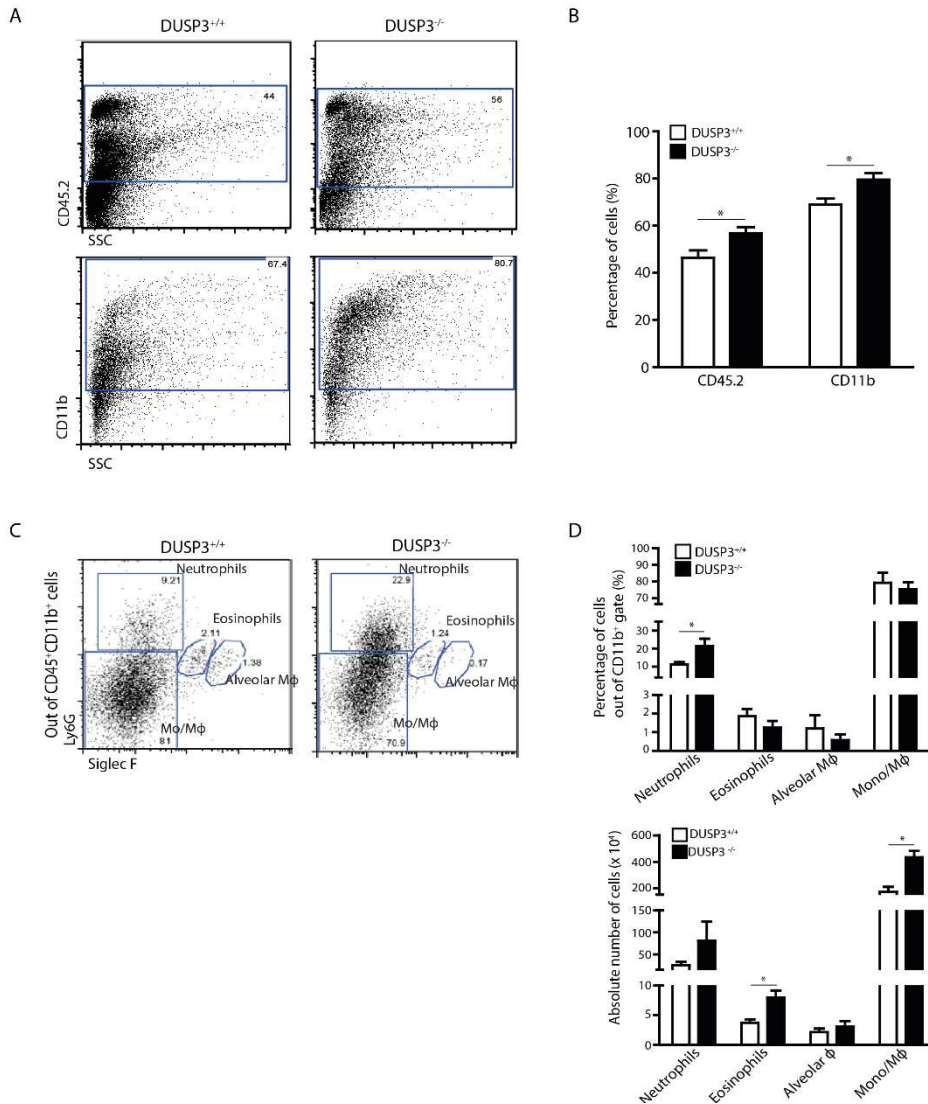 A
DUSP3+/+
DUSP3-/-
44
56
CD45.2
SSC
67.4
80.7
CD11b
SSC
B
DUSP3+/+
DUSP3-/-
Percentage of cells (%)
100
80
60
40
20
0
*
*
CD45.2
CD11b
C
DUSP3+/+
DUSP3-/-
Neutrophils
9.21
Eosinophils
2.11
1.38
Alveolar Mϕ
Mo/Mϕ
81
Neutrophils
22.9
Eosinophils
1.24
0.17
Alveolar Mϕ
Mo/Mϕ
70.9
Out of CD45+CD11b+ cells
Ly6G
Siglec F
D
DUSP3+/+
DUSP3-/-
Percentage of cells
out of CD11b+ gate (%)
100
90
80
70
60
30
20
10
3
2
1
0
*
Neutrophils
Eosinophils
Alveolar Mϕ
Mono/Mϕ
DUSP3+/+
DUSP3 -/-
Absolute number of cells (x 10⁴)
600
400
200
150
100
50
10
5
0
*
*
Neutrophils
Eosinophils
Alveolar ϕ
Mono/Mϕ